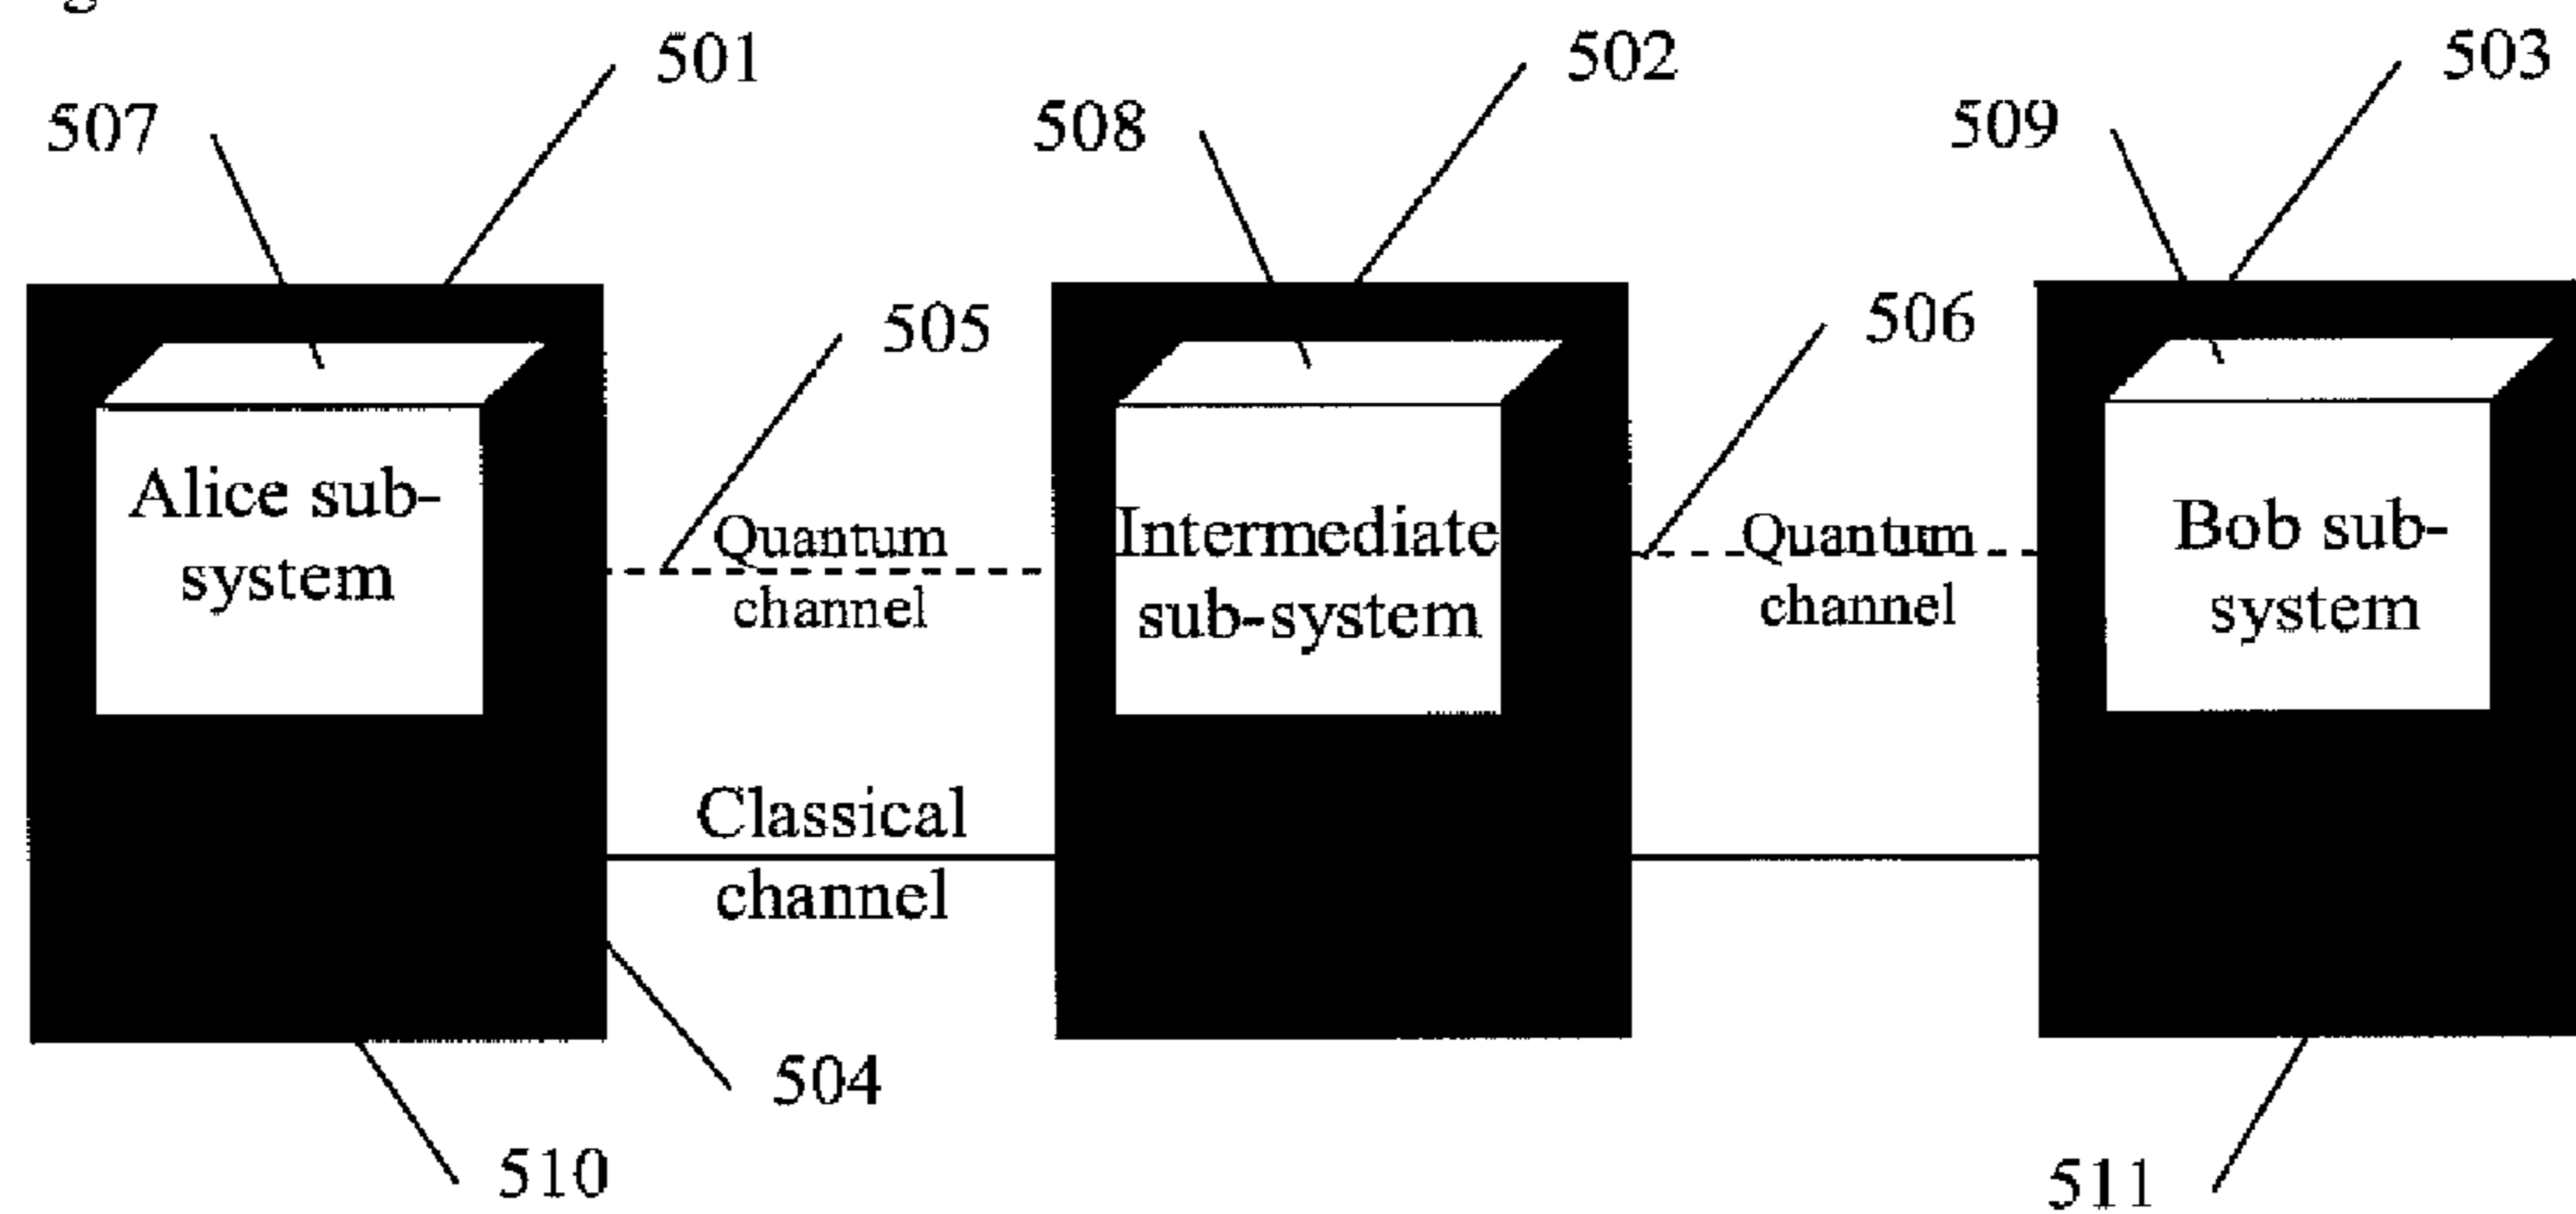 501
502
503
507
508
509
505
506
Alice sub-
system
Quantum
channel
Intermediate
sub-system
Quantum
channel
Bob sub-
system
Classical
channel
504
510
511